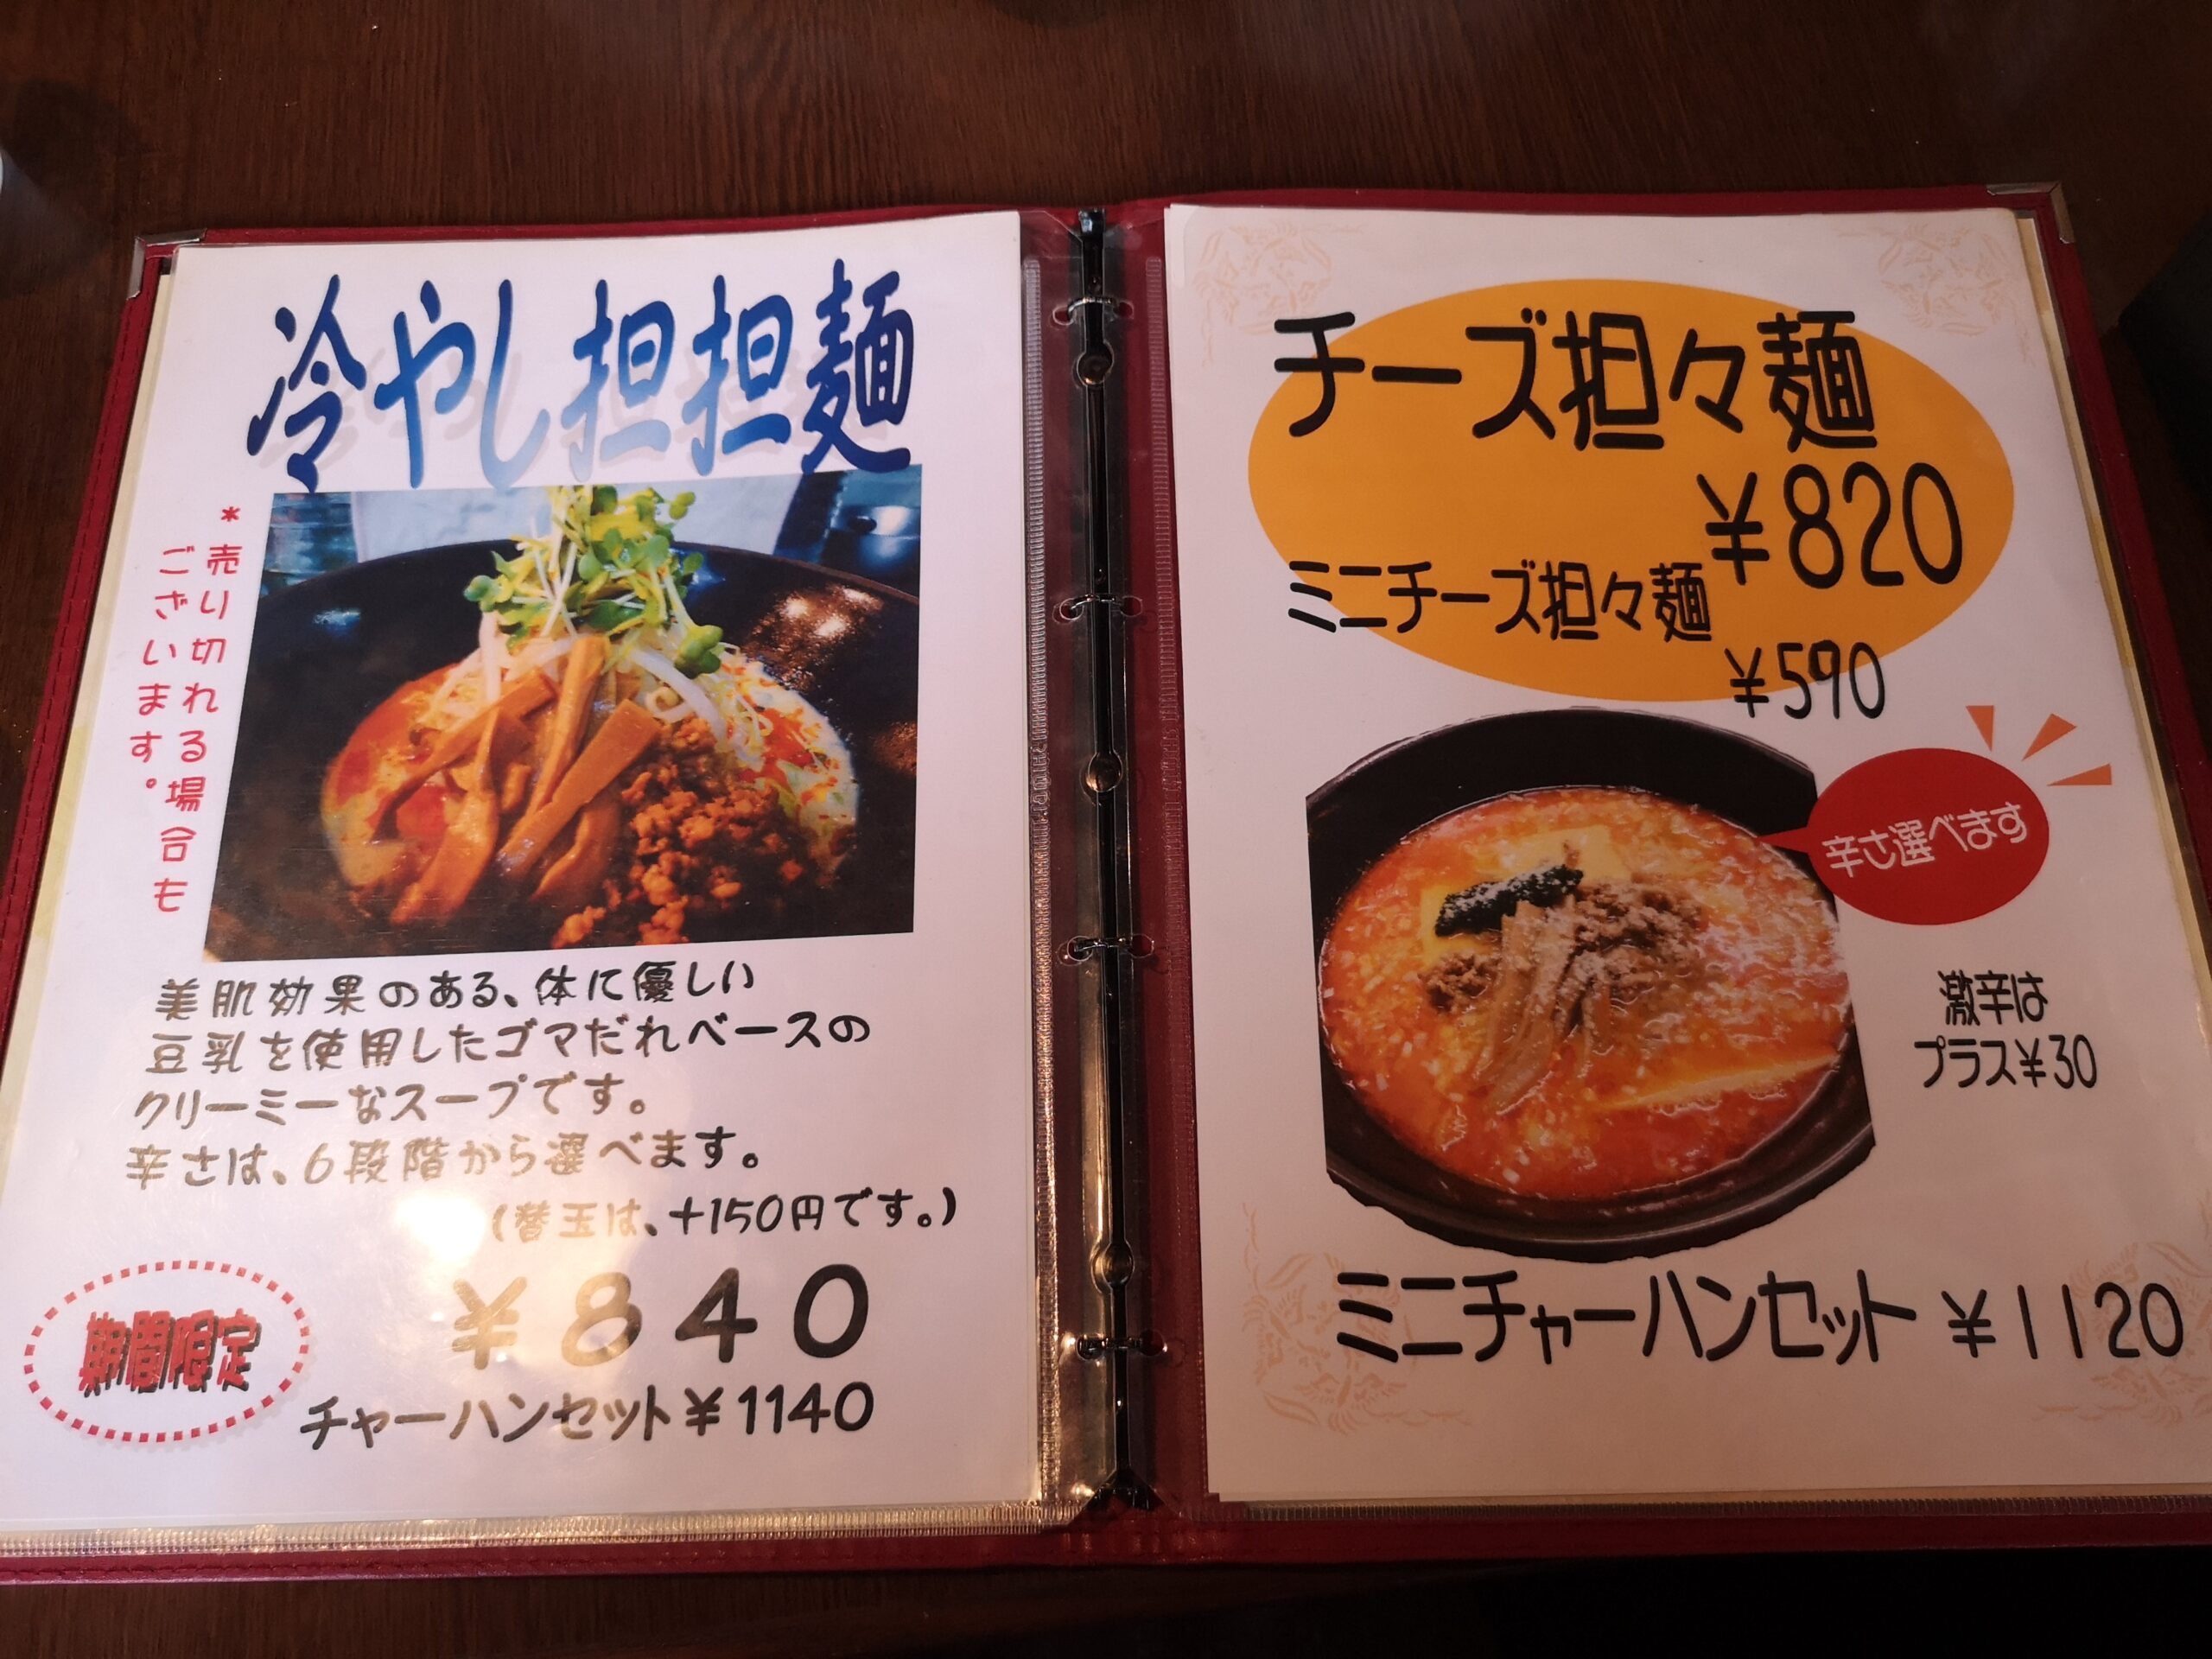 冷やし担担麺
*売り切れる場合も
ございます。
美肌効果のある、体に優しい
豆乳を使用したゴマだれベースの
クリーミーなスープです。
辛さは、6段階から選べます。
(替玉は、+150円です。)
¥840
期間限定
チャーハンセット¥1140
チーズ担々麺
¥820
ミニチーズ担々麺
¥590
辛さ選べます
激辛は
プラス¥30
ミニチャーハンセット ¥1120